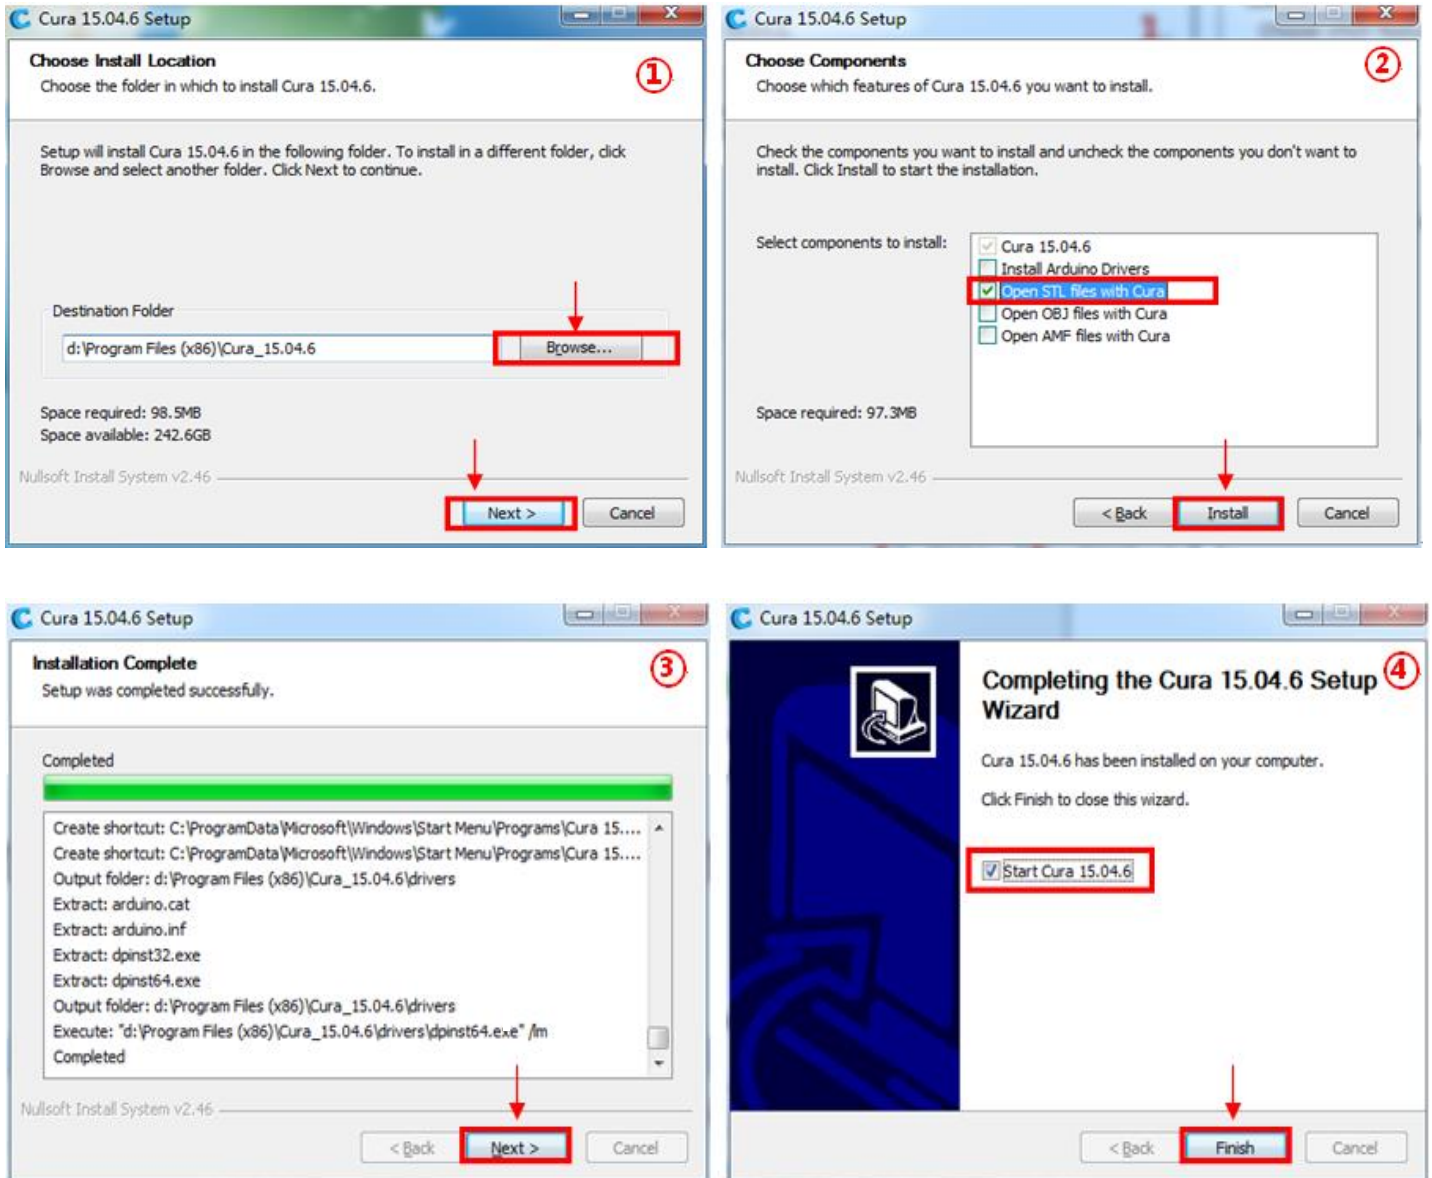 Cura 15.04.6 Setup
Choose Install Location
Choose the folder in which to install Cura 15.04.6.
1
Setup will install Cura 15.04.6 in the following folder. To install in a different folder, click
Browse and select another folder. Click Next to continue.
Destination Folder
d:\Program Files (x86)\Cura_15.04.6
Browse...
Space required: 98.5MB
Space available: 242.6GB
Nullsoft Install System v2.46
Next >
Cancel
Cura 15.04.6 Setup
Choose Components
Choose which features of Cura 15.04.6 you want to install.
2
Check the components you want to install and uncheck the components you don't want to
install. Click Install to start the installation.
Select components to install:
Cura 15.04.6
Install Arduino Drivers
Open STL files with Cura
Open OBJ files with Cura
Open AMF files with Cura
Space required: 97.3MB
Nullsoft Install System v2.46
< Back
Install
Cancel
Cura 15.04.6 Setup
Installation Complete
Setup was completed successfully.
3
Completed
Create shortcut: C:\ProgramData\Microsoft\Windows\Start Menu\Programs\Cura 15....
Create shortcut: C:\ProgramData\Microsoft\Windows\Start Menu\Programs\Cura 15....
Output folder: d:\Program Files (x86)\Cura_15.04.6\drivers
Extract: arduino.cat
Extract: arduino.inf
Extract: dpinst32.exe
Extract: dpinst64.exe
Output folder: d:\Program Files (x86)\Cura_15.04.6\drivers
Execute: "d:\Program Files (x86)\Cura_15.04.6\drivers\dpinst64.exe" /lm
Completed
Nullsoft Install System v2.46
< Back
Next >
Cancel
Cura 15.04.6 Setup
Completing the Cura 15.04.6 Setup
Wizard
4
Cura 15.04.6 has been installed on your computer.
Click Finish to close this wizard.
Start Cura 15.04.6
< Back
Finish
Cancel